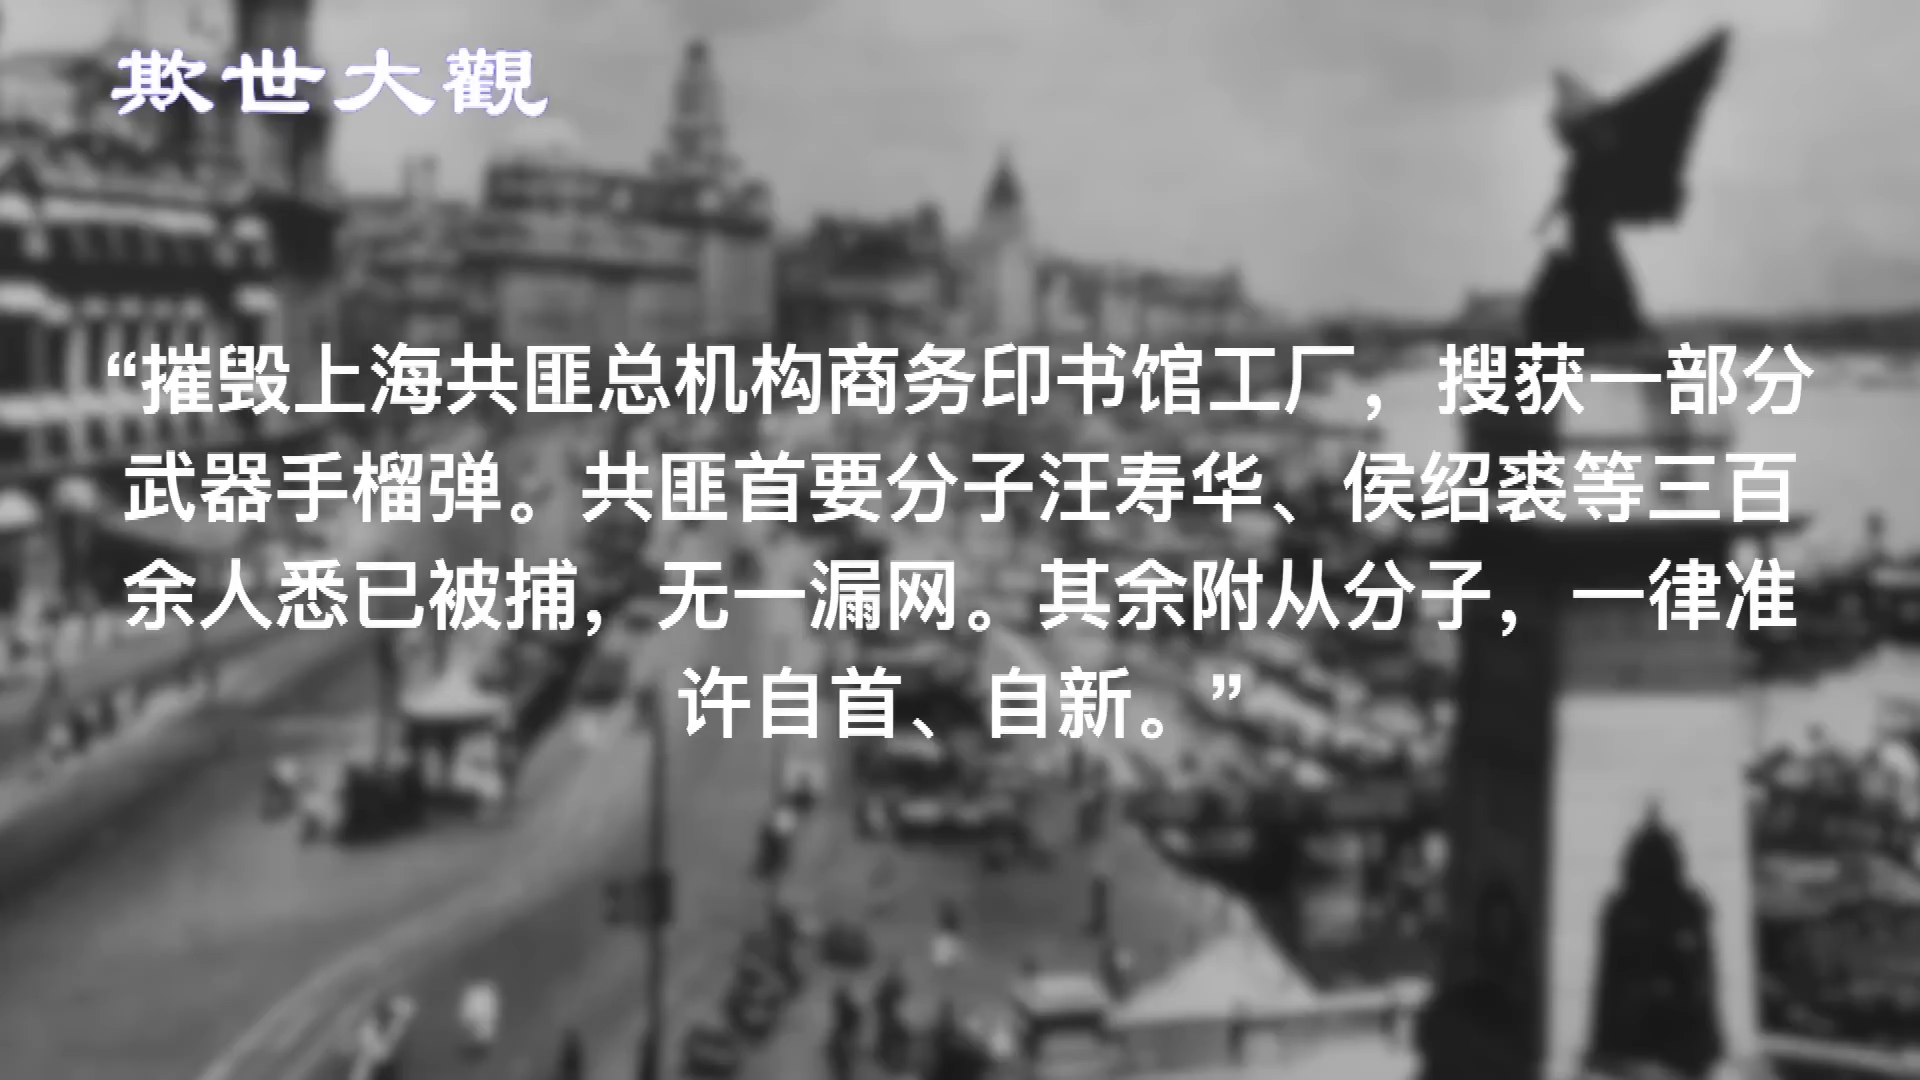 欺世大觀
“摧毁上海共匪总机构商务印书馆工厂，搜获一部分
武器手榴弹。共匪首要分子汪寿华、侯绍裘等三百
余人悉已被捕，无一漏网。其余附从分子，一律准
许自首、自新。”